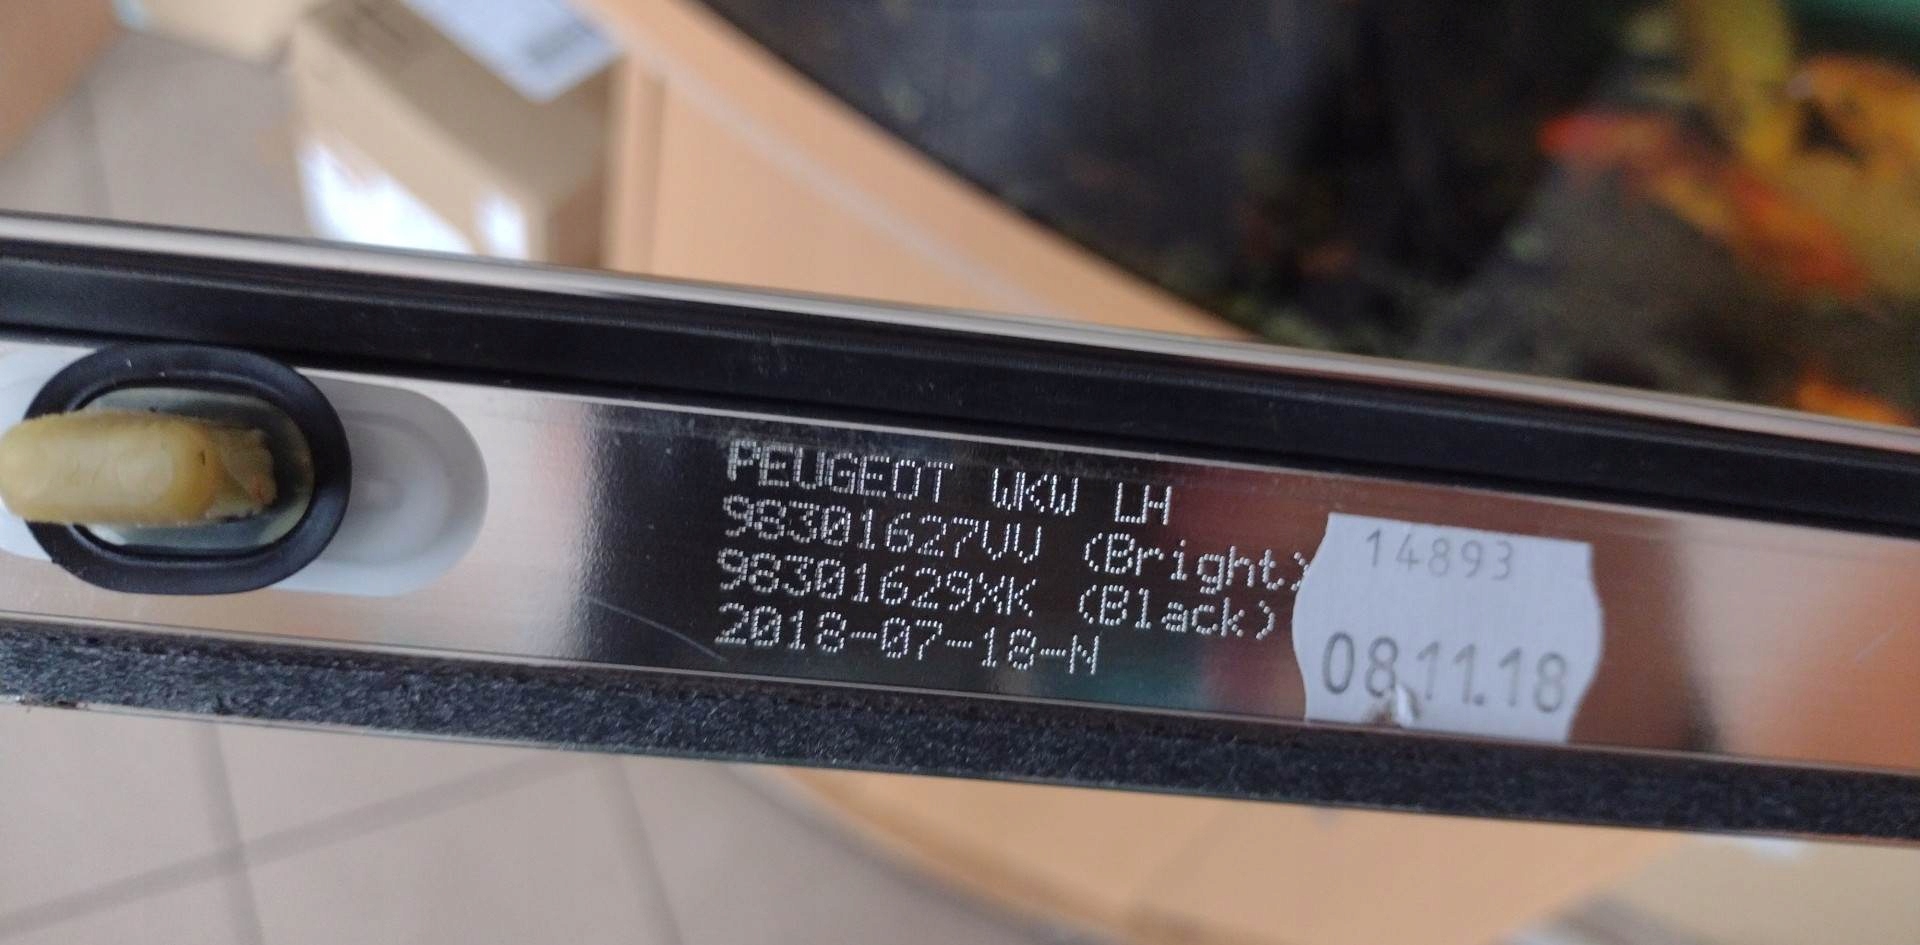 PEUGEOT WKW LH
98301627VV (Bright)
98301629XK (Black)
2018-07-18-N
14893
08.11.18